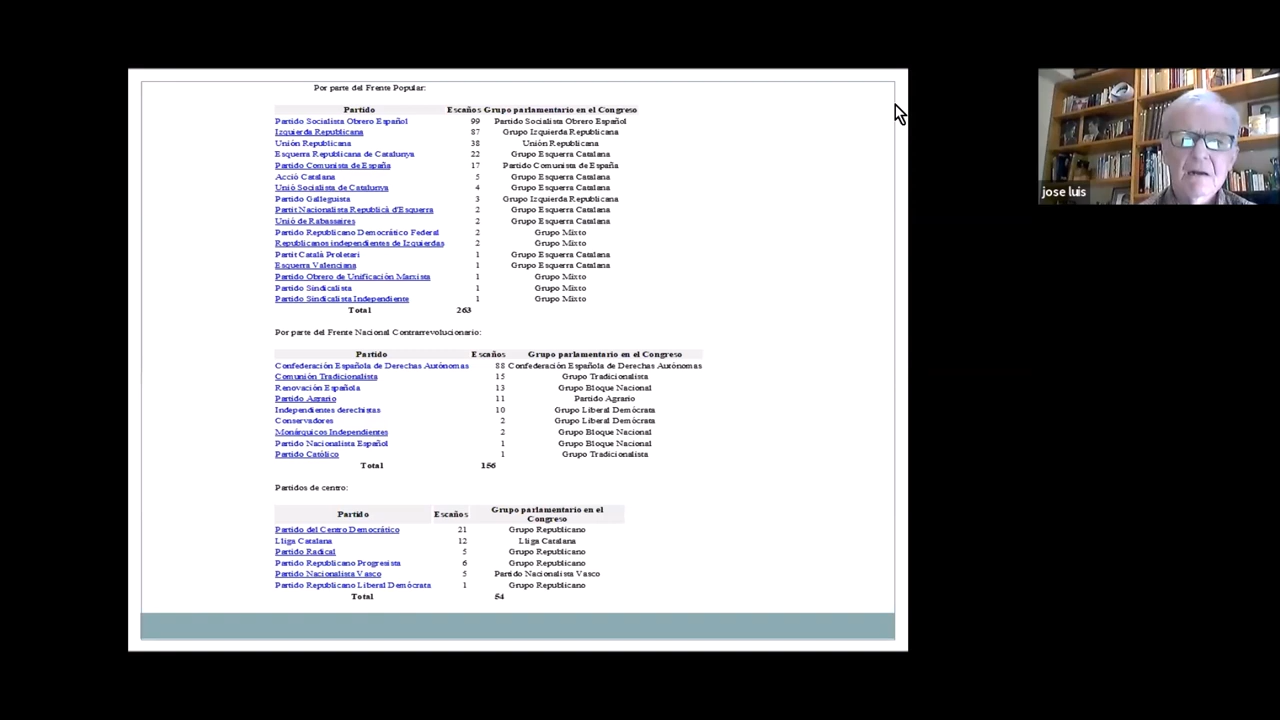 Por parte del Frente Popular:
Partido Escaños Grupo parlamentario en el Congreso
Partido Socialista Obrero Español 99 Partido Socialista Obrero Español
Izquierda Republicana 87 Grupo Izquierda Republicana
Unión Republicana 38 Unión Republicana
Esquerra Republicana de Catalunya 22 Grupo Esquerra Catalana
Partido Comunista de España 17 Partido Comunista de España
Acció Catalana 5 Grupo Esquerra Catalana
Unió Socialista de Catalunya 4 Grupo Esquerra Catalana
Partido Galleguista 3 Grupo Izquierda Republicana
Partit Nacionalista Republicà d'Esquerra 2 Grupo Esquerra Catalana
Unió de Rabassaires 2 Grupo Esquerra Catalana
Partido Republicano Democrático Federal 2 Grupo Mixto
Republicanos independientes de Izquierdas 2 Grupo Mixto
Partit Català Proletari 1 Grupo Esquerra Catalana
Esquerra Valenciana 1 Grupo Esquerra Catalana
Partido Obrero de Unificación Marxista 1 Grupo Mixto
Partido Sindicalista 1 Grupo Mixto
Partido Sindicalista Independiente 1 Grupo Mixto
Total 263
Por parte del Frente Nacional Contrarrevolucionario:
Partido Escaños Grupo parlamentario en el Congreso
Confederación Española de Derechas Autónomas 88 Confederación Española de Derechas Autónomas
Comunión Tradicionalista 15 Grupo Tradicionalista
Renovación Española 13 Grupo Bloque Nacional
Partido Agrario 11 Partido Agrario
Independientes derechistas 10 Grupo Liberal Demócrata
Conservadores 2 Grupo Liberal Demócrata
Monárquicos Independientes 2 Grupo Bloque Nacional
Partido Nacionalista Español 1 Grupo Bloque Nacional
Partido Católico 1 Grupo Tradicionalista
Total 156
Partidos de centro:
Partido Escaños Grupo parlamentario en el Congreso
Partido del Centro Democrático 21 Grupo Republicano
Lliga Catalana 12 Lliga Catalana
Partido Radical 5 Grupo Republicano
Partido Republicano Progresista 6 Grupo Republicano
Partido Nacionalista Vasco 5 Partido Nacionalista Vasco
Partido Republicano Liberal Demócrata 1 Grupo Republicano
Total 54
jose luis